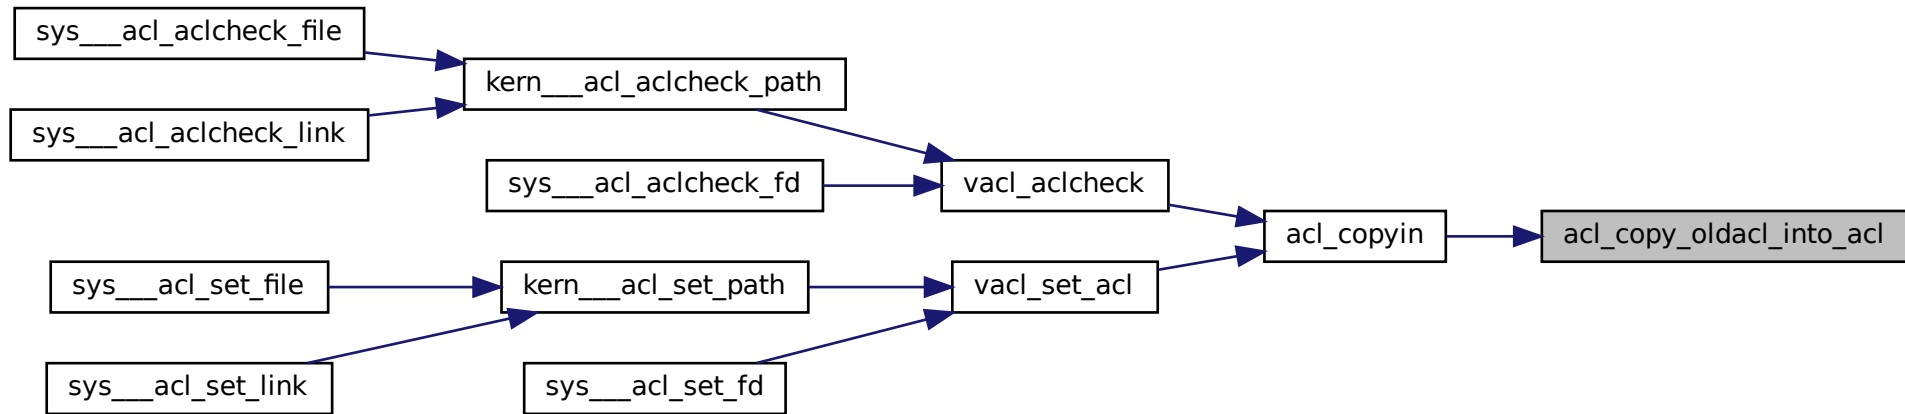 sys___acl_aclcheck_file
kern___acl_aclcheck_path
sys___acl_aclcheck_link
sys___acl_aclcheck_fd
vacl_aclcheck
acl_copyin
acl_copy_oldacl_into_acl
sys___acl_set_file
kern___acl_set_path
vacl_set_acl
sys___acl_set_link
sys___acl_set_fd